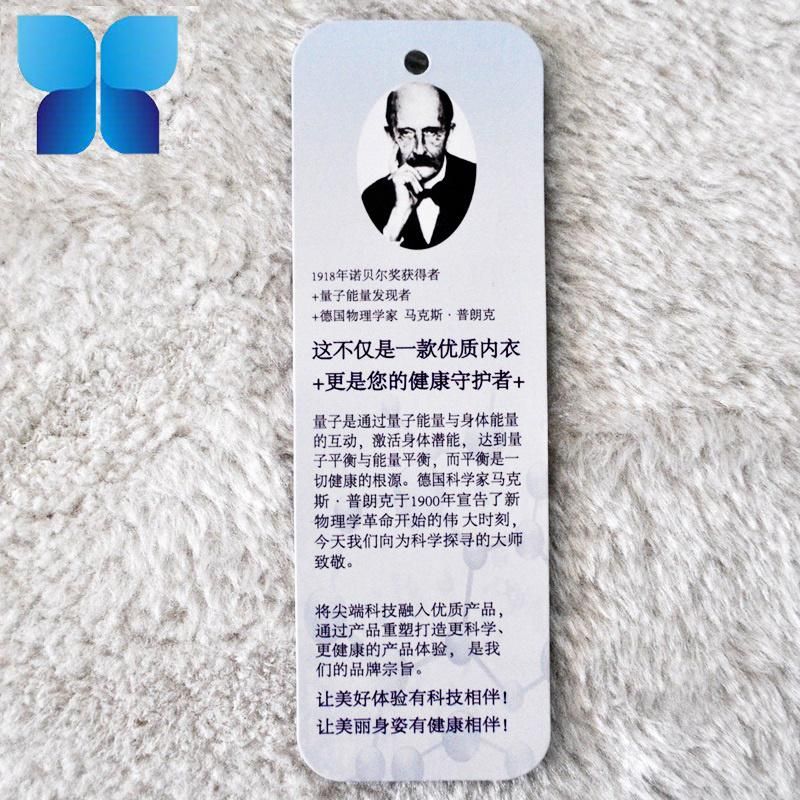 1918年诺贝尔奖获得者
+量子能量发现者
+德国物理学家 马克斯·普朗克
这不仅是一款优质内衣
+更是您的健康守护者+
量子是通过量子能量与身体能量
的互动，激活身体潜能，达到量
子平衡与能量平衡，而平衡是一
切健康的根源。德国科学家马克
斯·普朗克于1900年宣告了新
物理学革命开始的伟 大时刻，
今天我们向为科学探寻的大师
致敬。
将尖端科技融入优质产品，
通过产品重塑打造更科学、
更健康的产品体验，是我
们的品牌宗旨。
让美好体验有科技相伴！
让美丽身姿有健康相伴！